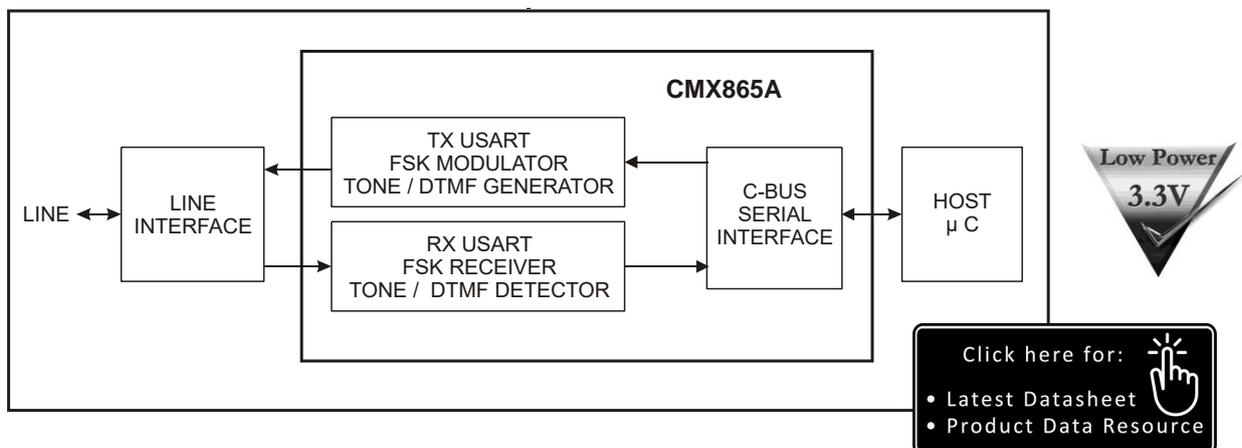 CMX865A
TX USART
FSK MODULATOR
TONE / DTMF GENERATOR
LINE
LINE
INTERFACE
C-BUS
SERIAL
INTERFACE
HOST
µ C
RX USART
FSK RECEIVER
TONE / DTMF DETECTOR
Low Power
3.3V
Click here for:
• Latest Datasheet
• Product Data Resource